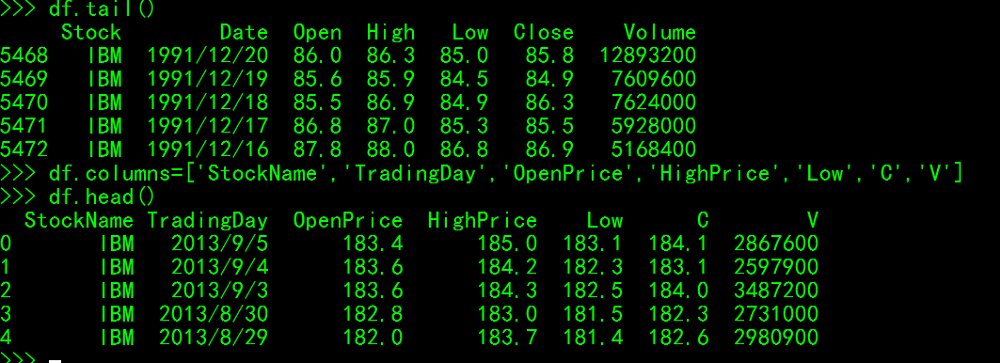 >>> df.tail()
     Stock        Date  Open  High   Low  Close    Volume
5468   IBM  1991/12/20  86.0  86.3  85.0   85.8  12893200
5469   IBM  1991/12/19  85.6  85.9  84.5   84.9   7609600
5470   IBM  1991/12/18  85.5  86.9  84.9   86.3   7624000
5471   IBM  1991/12/17  86.8  87.0  85.3   85.5   5928000
5472   IBM  1991/12/16  87.8  88.0  86.8   86.9   5168400
>>> df.columns=['StockName','TradingDay','OpenPrice','HighPrice','Low','C','V']
>>> df.head()
  StockName TradingDay  OpenPrice  HighPrice    Low      C        V
0       IBM   2013/9/5      183.4      185.0  183.1  184.1  2867600
1       IBM   2013/9/4      183.6      184.2  182.3  183.1  2597900
2       IBM   2013/9/3      183.6      184.3  182.5  184.0  3487200
3       IBM  2013/8/30      182.8      183.0  181.5  182.3  2731000
4       IBM  2013/8/29      182.0      183.7  181.4  182.6  2980900
>>>